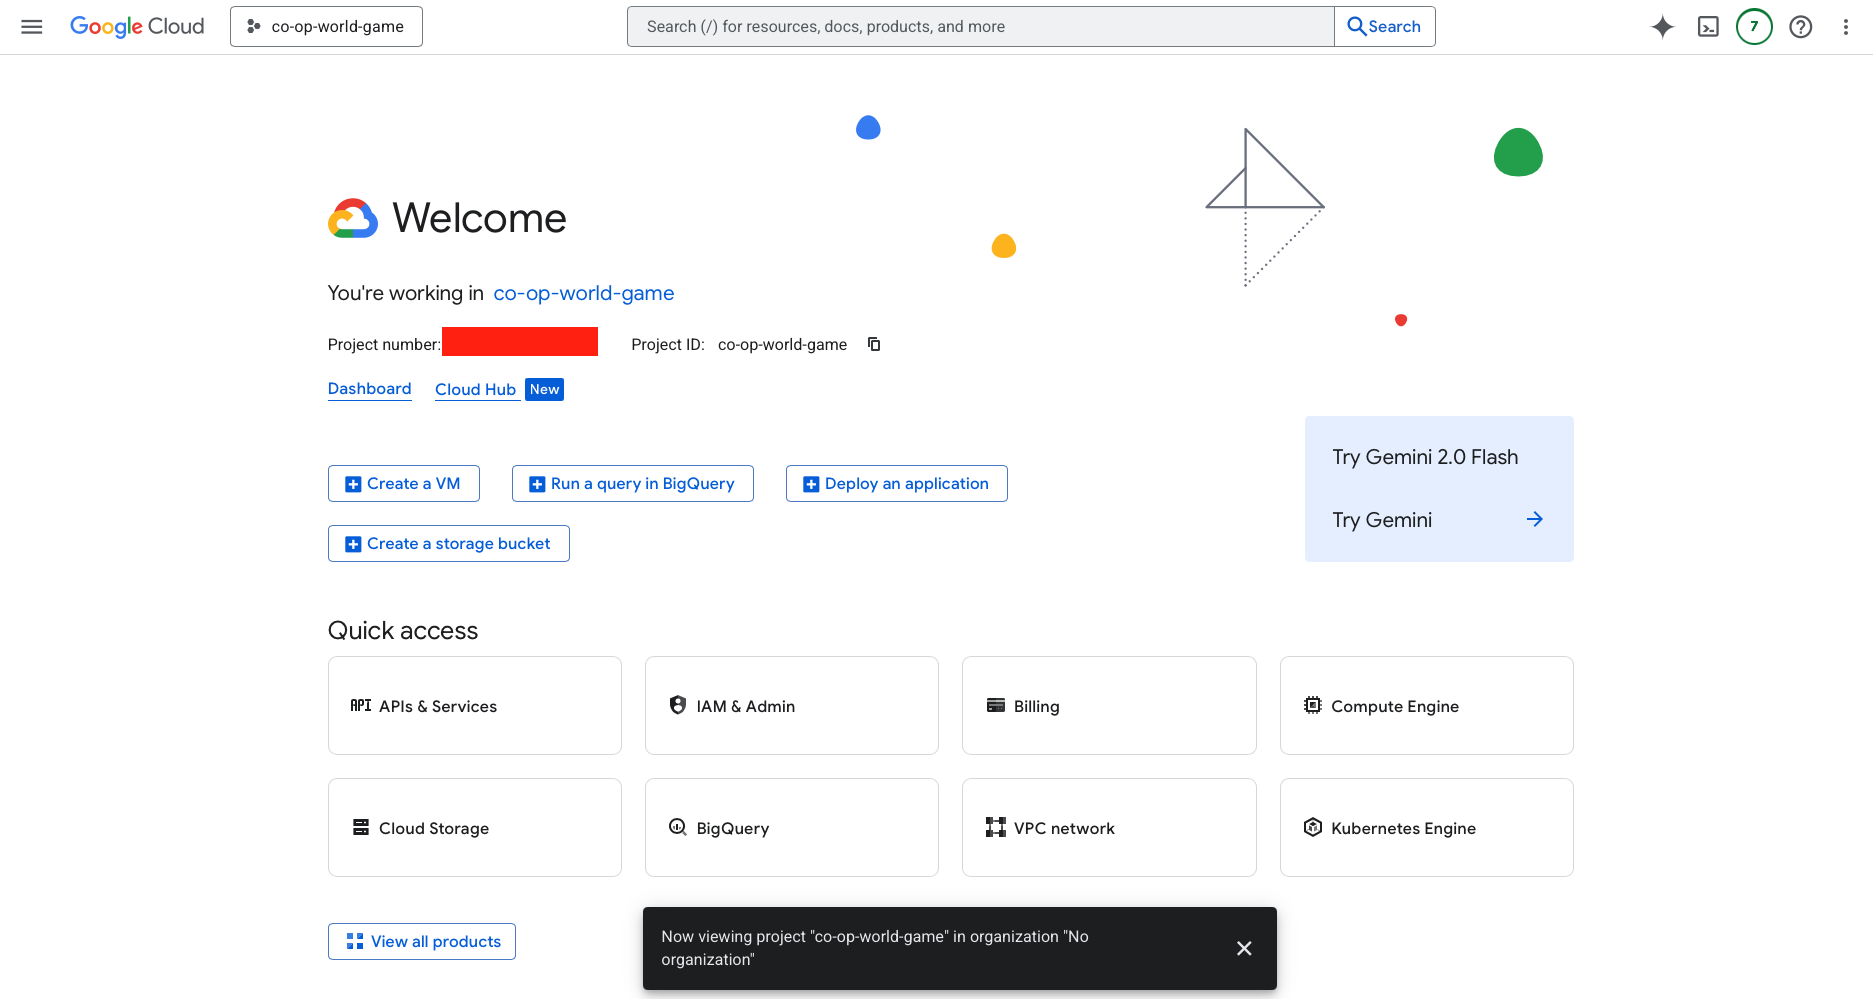 Google Cloud
co-op-world-game
Search (/) for resources, docs, products, and more
Search
7
Welcome
You're working in co-op-world-game
Project number:
Project ID: co-op-world-game
Dashboard
Cloud Hub New
Create a VM
Run a query in BigQuery
Deploy an application
Create a storage bucket
Try Gemini 2.0 Flash
Try Gemini
Quick access
API APIs & Services
IAM & Admin
Billing
Compute Engine
Cloud Storage
BigQuery
VPC network
Kubernetes Engine
View all products
Now viewing project "co-op-world-game" in organization "No
organization"